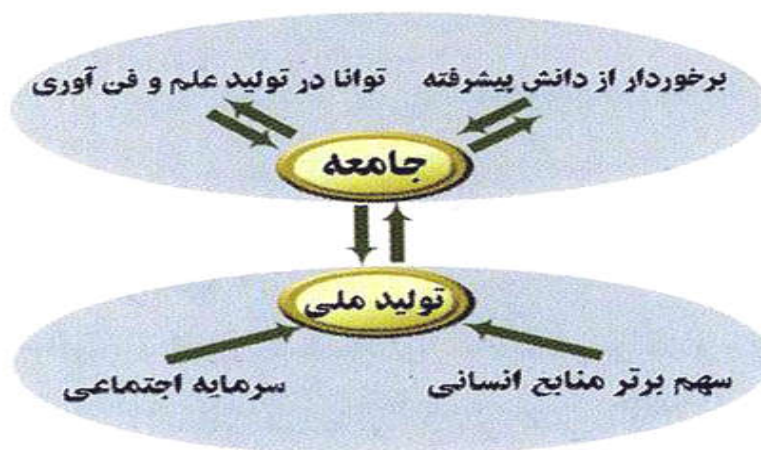 برخوردار از دانش پیشرفته
توانا در تولید علم و فن آوری
جامعه
تولید ملی
سهم برتر منابع انسانی
سرمایه اجتماعی